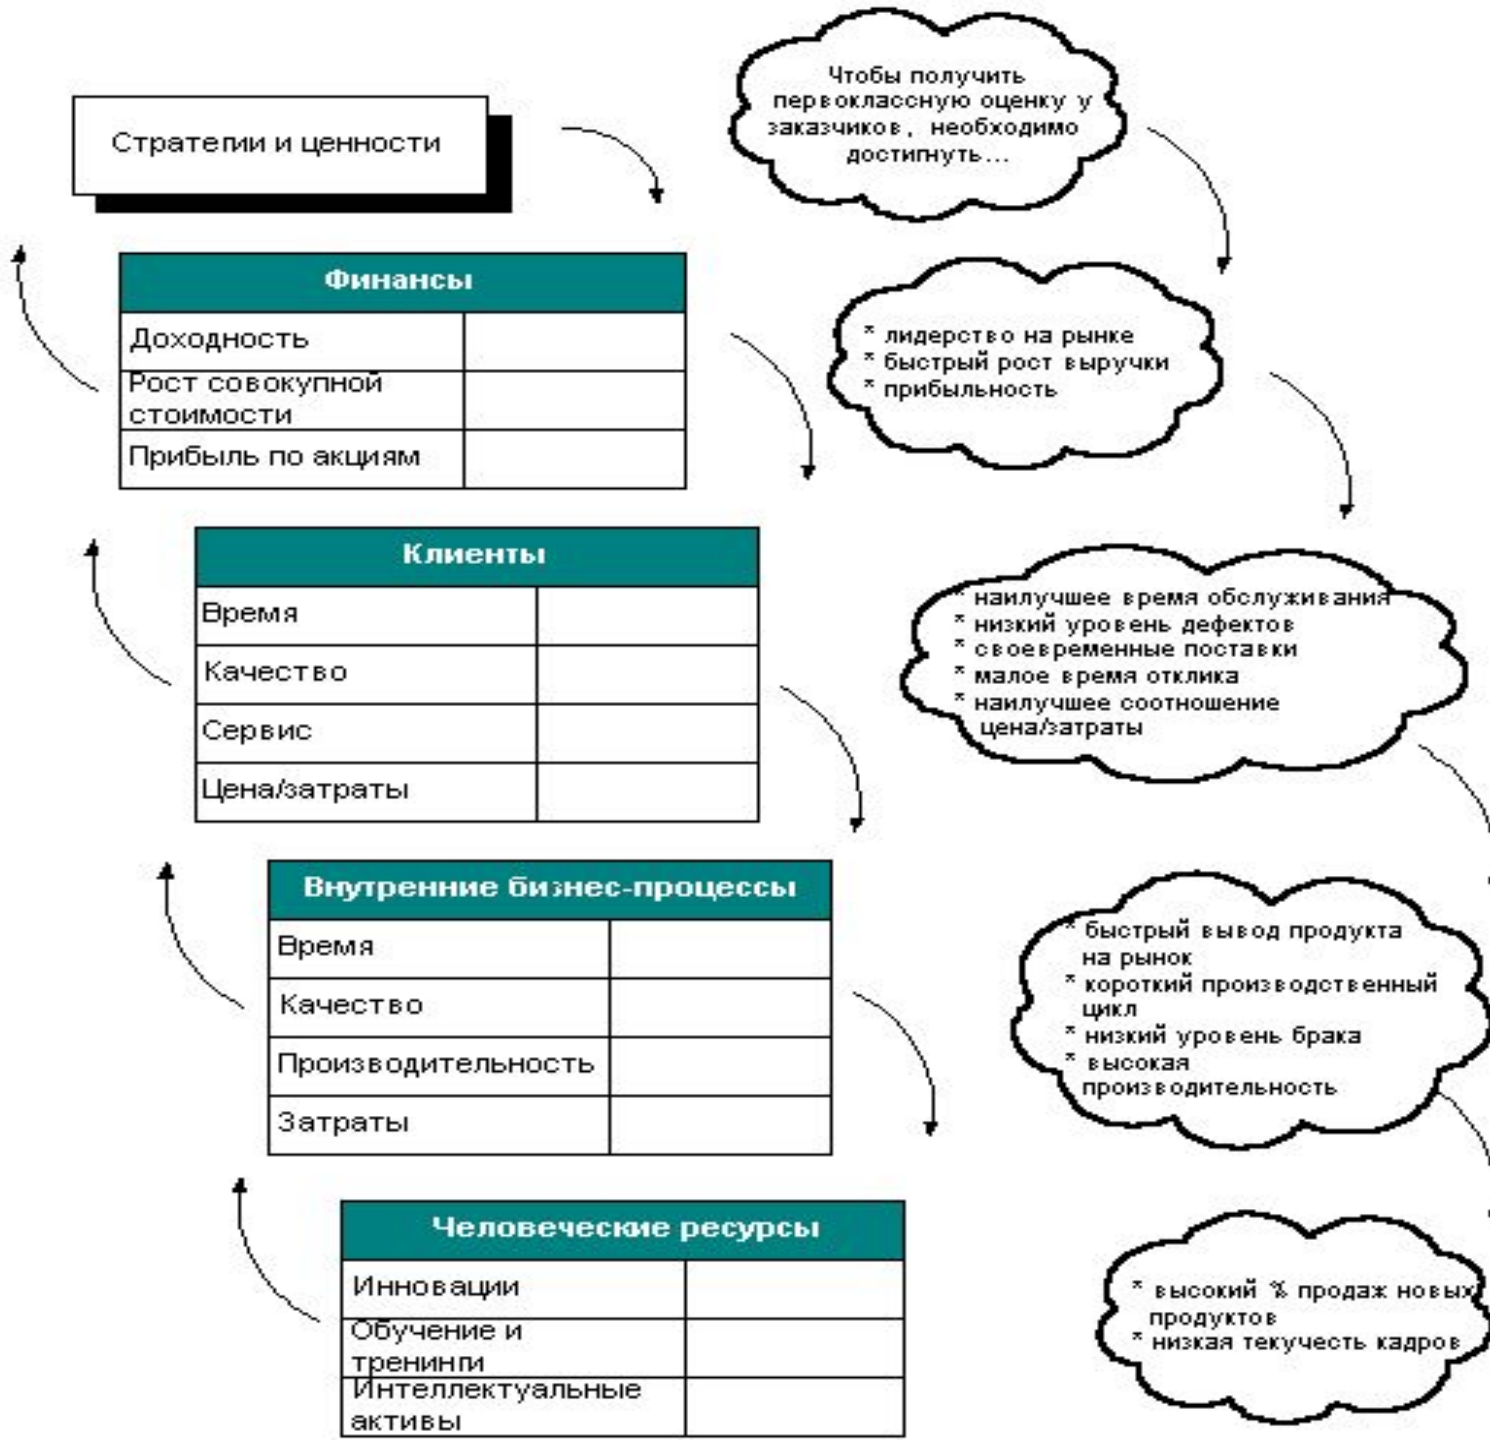 Стратегии и ценности
Чтобы получить
первоклассную оценку у
заказчиков, необходимо
достигнуть...
Финансы
Доходность
Рост совокупной
стоимости
Прибыль по акциям
* лидерство на рынке
* быстрый рост выручки
* прибыльность
Клиенты
Время
Качество
Сервис
Цена/затраты
* наилучшее время обслуживания
* низкий уровень дефектов
* своевременные поставки
* малое время отклика
* наилучшее соотношение
цена/затраты
Внутренние бизнес-процессы
Время
Качество
Производительность
Затраты
* быстрый вывод продукта
на рынок
* короткий производственный
цикл
* низкий уровень брака
* высокая
производительность
Человеческие ресурсы
Инновации
Обучение и
тренинги
Интеллектуальные
активы
* высокий % продаж новых
продуктов
* низкая текучесть кадров